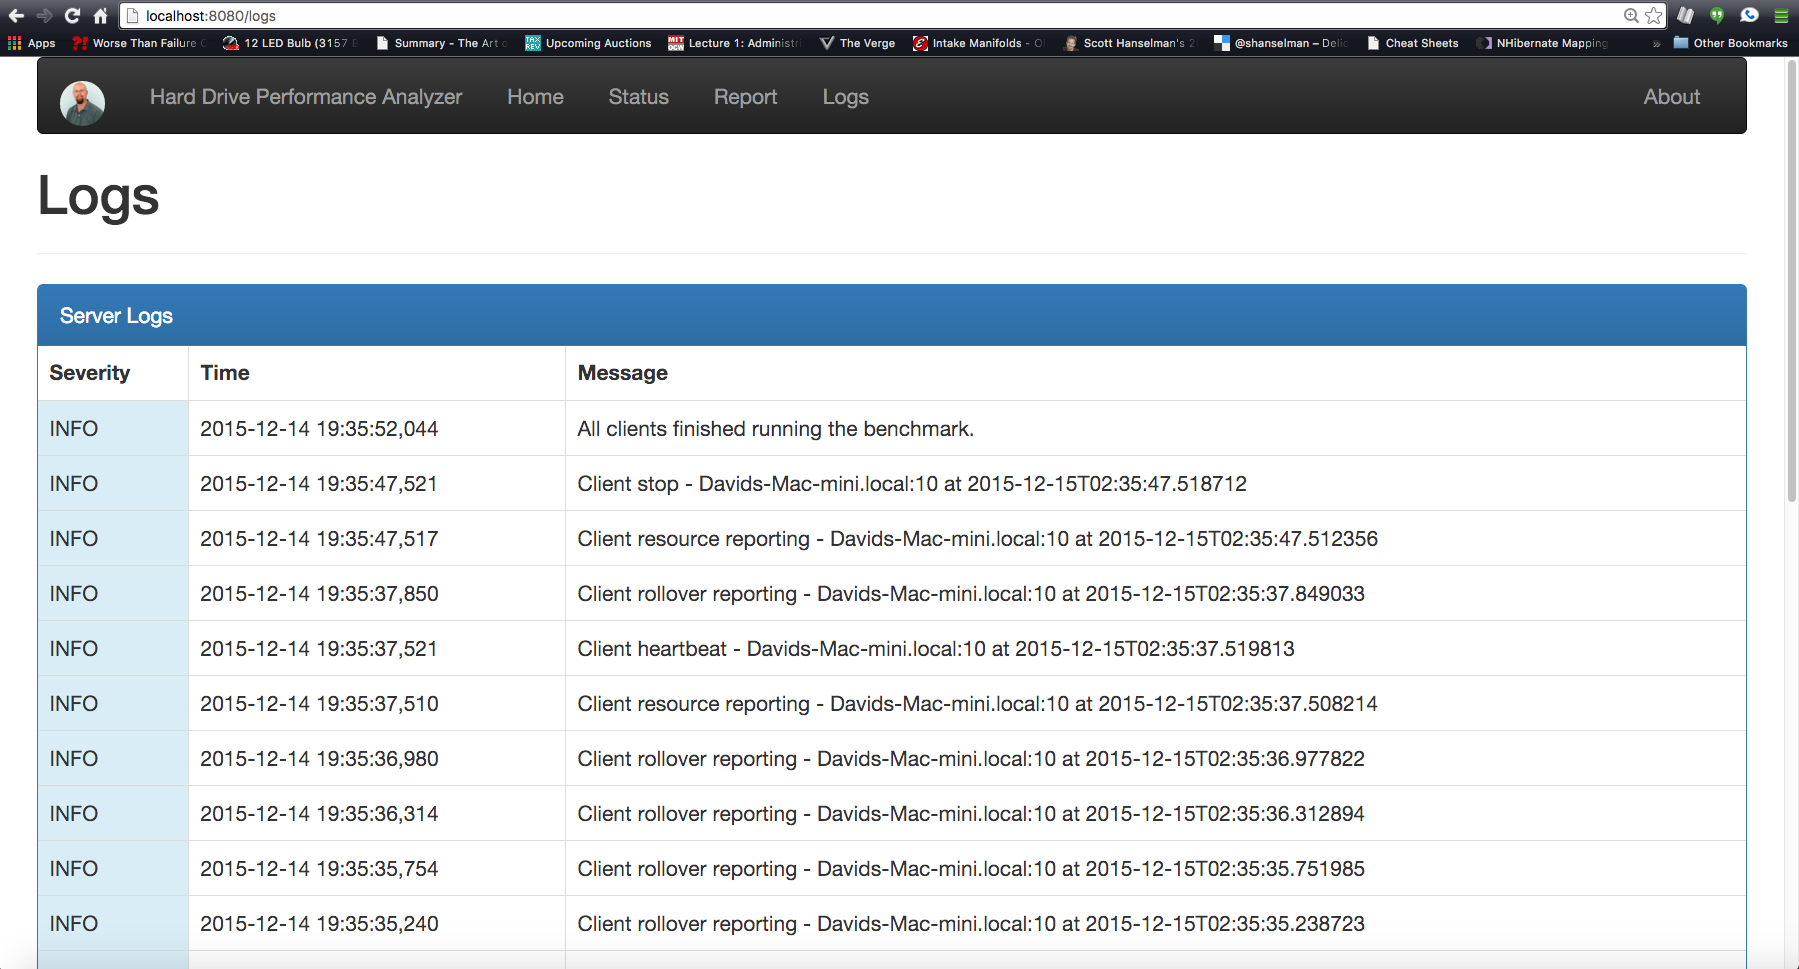 localhost:8080/logs
Apps Worse Than Failure 12 LED Bulb (3157 Summary - The Art o TAX REV Upcoming Auctions MIT OCW Lecture 1: Administr The Verge Intake Manifolds - Ol Scott Hanselman's 2 @shanselman – Delic Cheat Sheets NHibernate Mapping » Other Bookmarks
Hard Drive Performance Analyzer Home Status Report Logs About
Logs
Server Logs
Severity Time Message
INFO 2015-12-14 19:35:52,044 All clients finished running the benchmark.
INFO 2015-12-14 19:35:47,521 Client stop - Davids-Mac-mini.local:10 at 2015-12-15T02:35:47.518712
INFO 2015-12-14 19:35:47,517 Client resource reporting - Davids-Mac-mini.local:10 at 2015-12-15T02:35:47.512356
INFO 2015-12-14 19:35:37,850 Client rollover reporting - Davids-Mac-mini.local:10 at 2015-12-15T02:35:37.849033
INFO 2015-12-14 19:35:37,521 Client heartbeat - Davids-Mac-mini.local:10 at 2015-12-15T02:35:37.519813
INFO 2015-12-14 19:35:37,510 Client resource reporting - Davids-Mac-mini.local:10 at 2015-12-15T02:35:37.508214
INFO 2015-12-14 19:35:36,980 Client rollover reporting - Davids-Mac-mini.local:10 at 2015-12-15T02:35:36.977822
INFO 2015-12-14 19:35:36,314 Client rollover reporting - Davids-Mac-mini.local:10 at 2015-12-15T02:35:36.312894
INFO 2015-12-14 19:35:35,754 Client rollover reporting - Davids-Mac-mini.local:10 at 2015-12-15T02:35:35.751985
INFO 2015-12-14 19:35:35,240 Client rollover reporting - Davids-Mac-mini.local:10 at 2015-12-15T02:35:35.238723